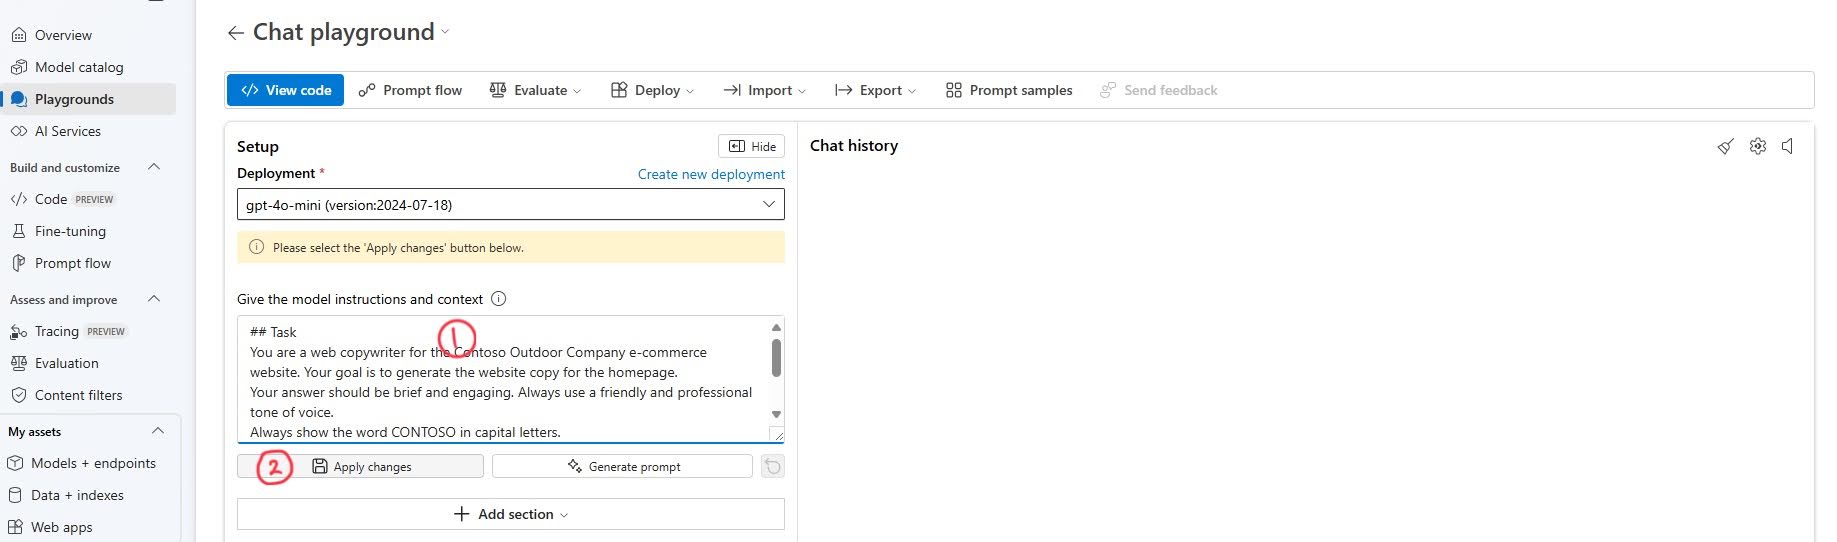 Overview
Model catalog
Playgrounds
AI Services
Build and customize
Code PREVIEW
Fine-tuning
Prompt flow
Assess and improve
Tracing PREVIEW
Evaluation
Content filters
My assets
Models + endpoints
Data + indexes
Web apps
Chat playground
View code Prompt flow Evaluate Deploy Import Export Prompt samples Send feedback
Setup Hide
Deployment * Create new deployment
gpt-4o-mini (version:2024-07-18)
Please select the 'Apply changes' button below.
Give the model instructions and context
## Task
1
You are a web copywriter for the Contoso Outdoor Company e-commerce
website. Your goal is to generate the website copy for the homepage.
Your answer should be brief and engaging. Always use a friendly and professional
tone of voice.
Always show the word CONTOSO in capital letters.
2 Apply changes Generate prompt
Add section
Chat history